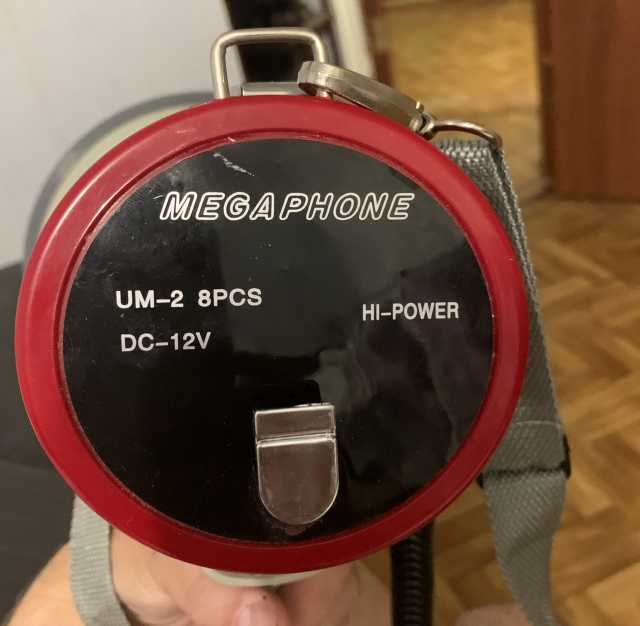 MEGAPHONE
UM-2 8PCS
HI-POWER
DC-12V